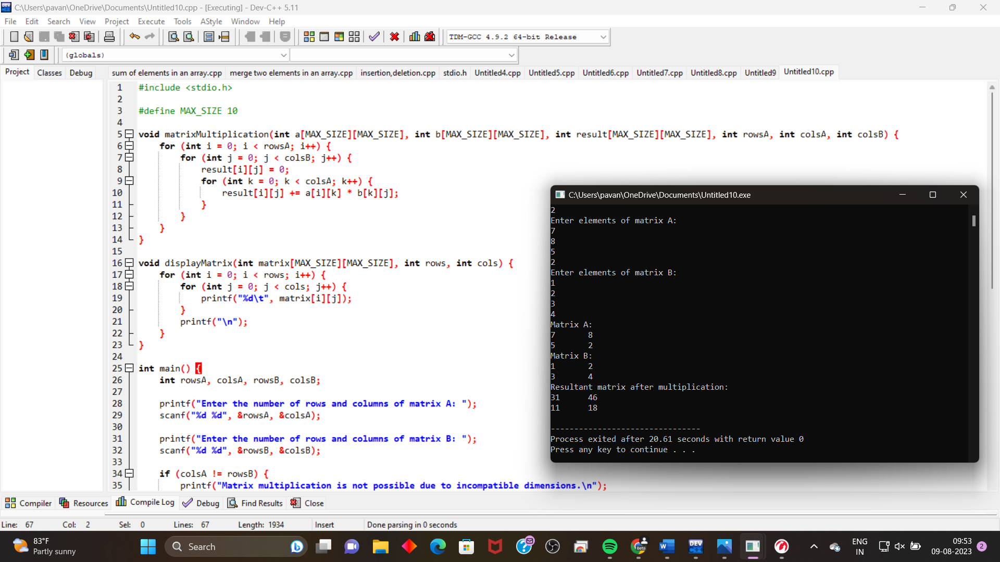 C:\Users\pavan\OneDrive\Documents\Untitled10.cpp - [Executing] - Dev-C++ 5.11
File Edit Search View Project Execute Tools AStyle Window Help
TDM-GCC 4.9.2 64-bit Release
(globals)
Project Classes Debug
sum of elements in an array.cpp merge two elements in an array.cpp insertion,deletion.cpp stdio.h Untitled4.cpp Untitled5.cpp Untitled6.cpp Untitled7.cpp Untitled8.cpp Untitled9 Untitled10.cpp
1 #include <stdio.h>
2
3 #define MAX_SIZE 10
4
5 void matrixMultiplication(int a[MAX_SIZE][MAX_SIZE], int b[MAX_SIZE][MAX_SIZE], int result[MAX_SIZE][MAX_SIZE], int rowsA, int colsA, int colsB) {
6 for (int i = 0; i < rowsA; i++) {
7 for (int j = 0; j < colsB; j++) {
8 result[i][j] = 0;
9 for (int k = 0; k < colsA; k++) {
10 result[i][j] += a[i][k] * b[k][j];
11 }
12 }
13 }
14 }
15
16 void displayMatrix(int matrix[MAX_SIZE][MAX_SIZE], int rows, int cols) {
17 for (int i = 0; i < rows; i++) {
18 for (int j = 0; j < cols; j++) {
19 printf("%d\t", matrix[i][j]);
20 }
21 printf("\n");
22 }
23 }
24
25 int main() {
26 int rowsA, colsA, rowsB, colsB;
27
28 printf("Enter the number of rows and columns of matrix A: ");
29 scanf("%d %d", &rowsA, &colsA);
30
31 printf("Enter the number of rows and columns of matrix B: ");
32 scanf("%d %d", &rowsB, &colsB);
33
34 if (colsA != rowsB) {
35 printf("Matrix multiplication is not possible due to incompatible dimensions.\n");
C:\Users\pavan\OneDrive\Documents\Untitled10.exe
2
Enter elements of matrix A:
7
8
5
2
Enter elements of matrix B:
1
2
3
4
Matrix A:
7 8
5 2
Matrix B:
1 2
3 4
Resultant matrix after multiplication:
31 46
11 18
--------------------------------
Process exited after 20.61 seconds with return value 0
Press any key to continue . . .
Compiler Resources Compile Log Debug Find Results Close
Line: 67 Col: 2 Sel: 0 Lines: 67 Length: 1934 Insert Done parsing in 0 seconds
83°F
Partly sunny
Search
Beta
DEV
C++
ENG
IN
09:53
09-08-2023
2